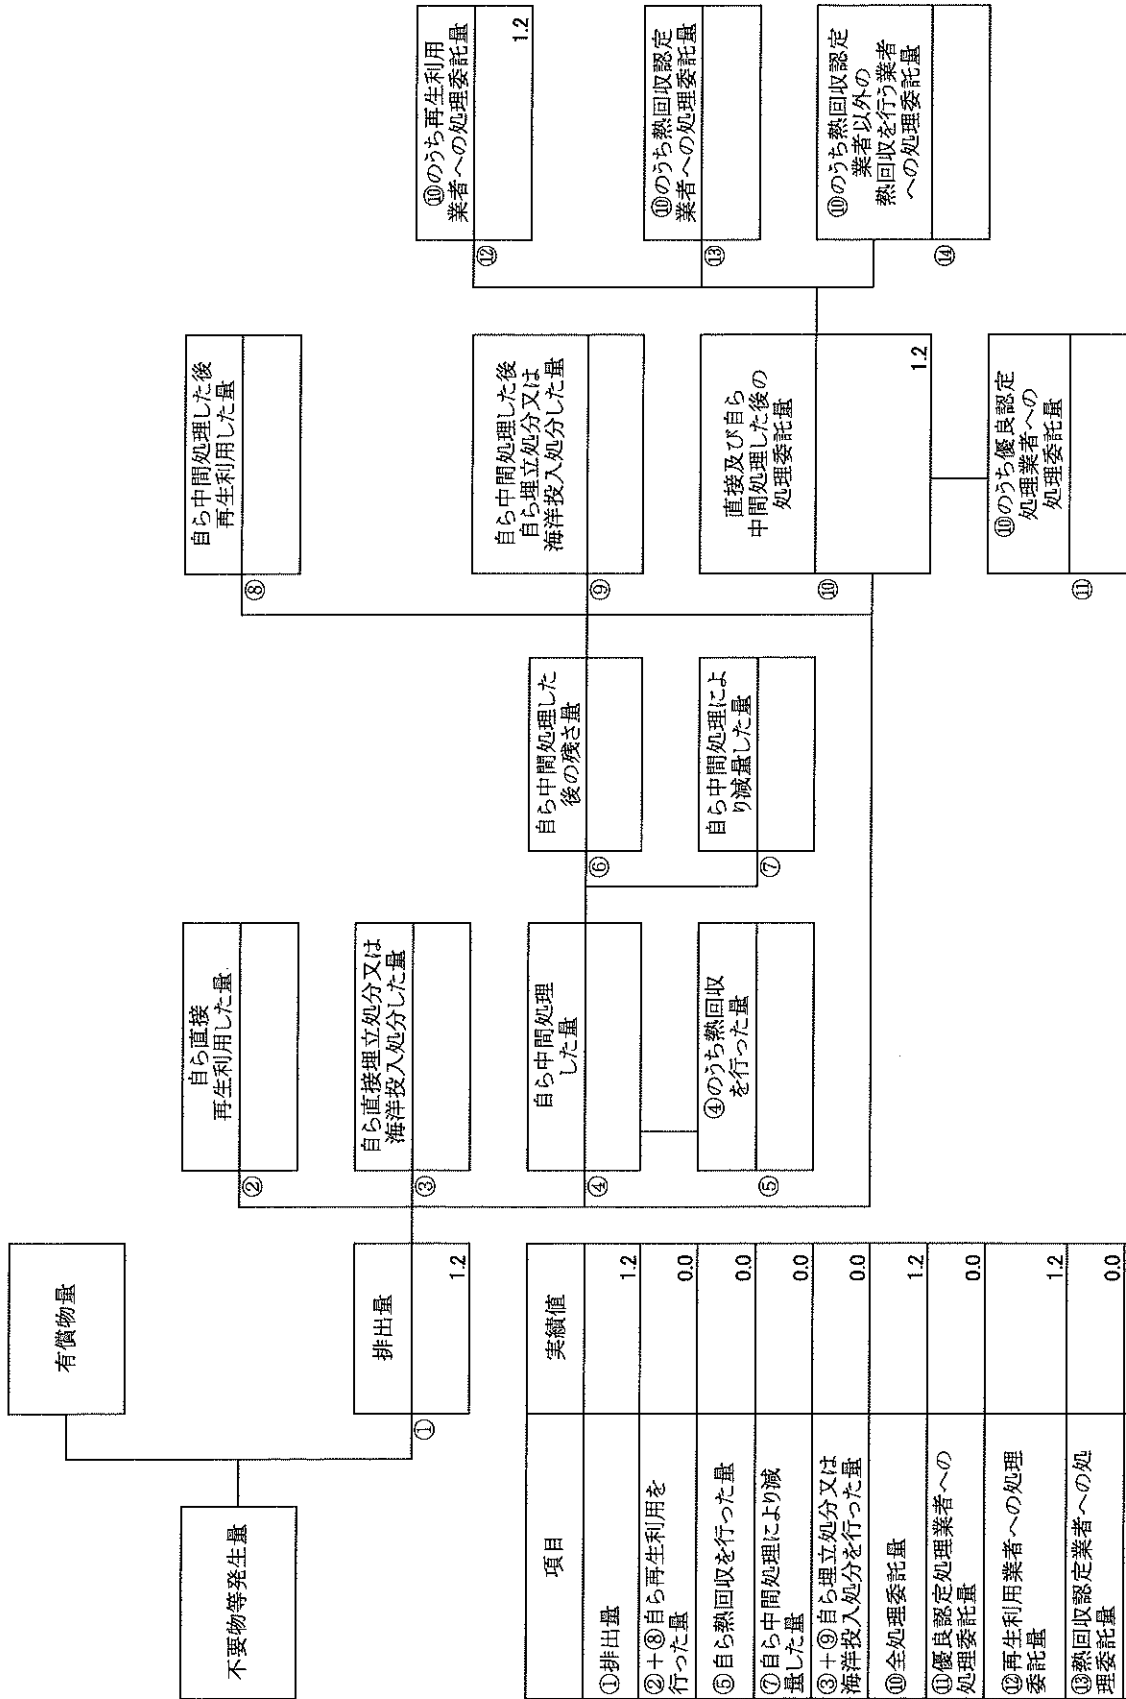 不要物等発生量
有償物量
排出量
①
1.2
自ら直接
再生利用した量
②
自ら直接埋立処分又は
海洋投入処分した量
③
自ら中間処理
した量
④
④のうち熱回収
を行った量
⑤
自ら中間処理した
後の残さ量
⑥
自ら中間処理によ
り減量した量
⑦
自ら中間処理した後
再生利用した量
⑧
自ら中間処理した後
自ら埋立処分又は
海洋投入処分した量
⑨
直接及び自ら
中間処理した後の
処理委託量
⑩
1.2
⑩のうち優良認定
処理業者への
処理委託量
⑪
⑩のうち再生利用
業者への処理委託量
⑫
1.2
⑩のうち熱回収認定
業者への処理委託量
⑬
⑩のうち熱回収認定
業者以外の
熱回収を行う業者
への処理委託量
⑭
項目 実績値
①排出量 1.2
②+⑧自ら再生利用を
行った量 0.0
⑤自ら熱回収を行った量 0.0
⑦自ら中間処理により減
量した量 0.0
③+⑨自ら埋立処分又は
海洋投入処分を行った量 0.0
⑩全処理委託量 1.2
⑪優良認定処理業者への
処理委託量 0.0
⑫再生利用業者への処理
委託量 1.2
⑬熱回収認定業者への処
理委託量 0.0